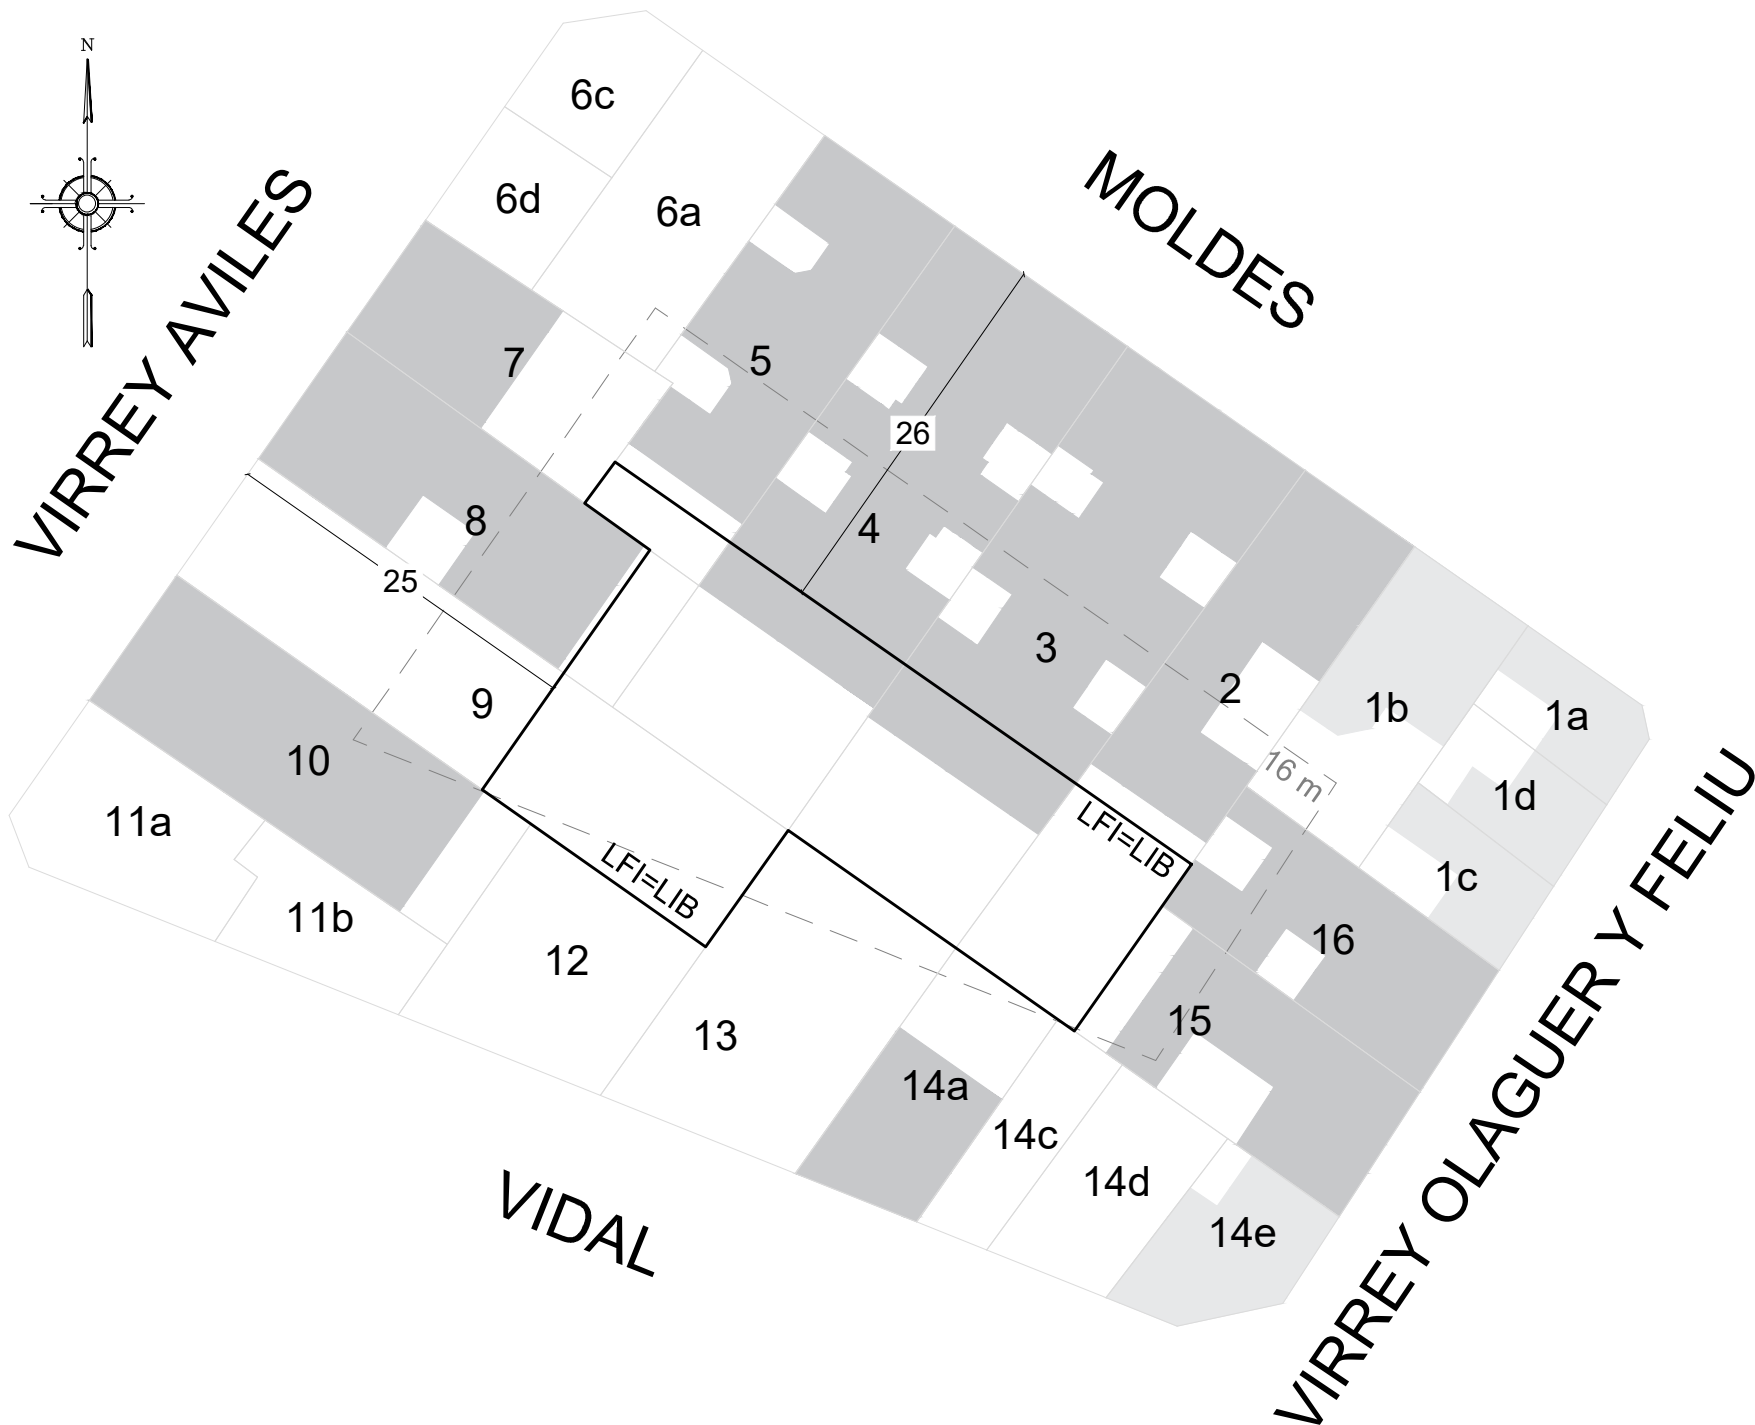 N
6c
MOLDES
6d
6a
VIRREY AVILES
7
5
26
8
4
25
3
9
2
1b
1a
10
16 m
1d
11a
LFI=LIB
LFI=LIB
1c
11b
16
12
13
15
14a
14c
14d
14e
VIDAL
VIRREY OLAGUER Y FELIU